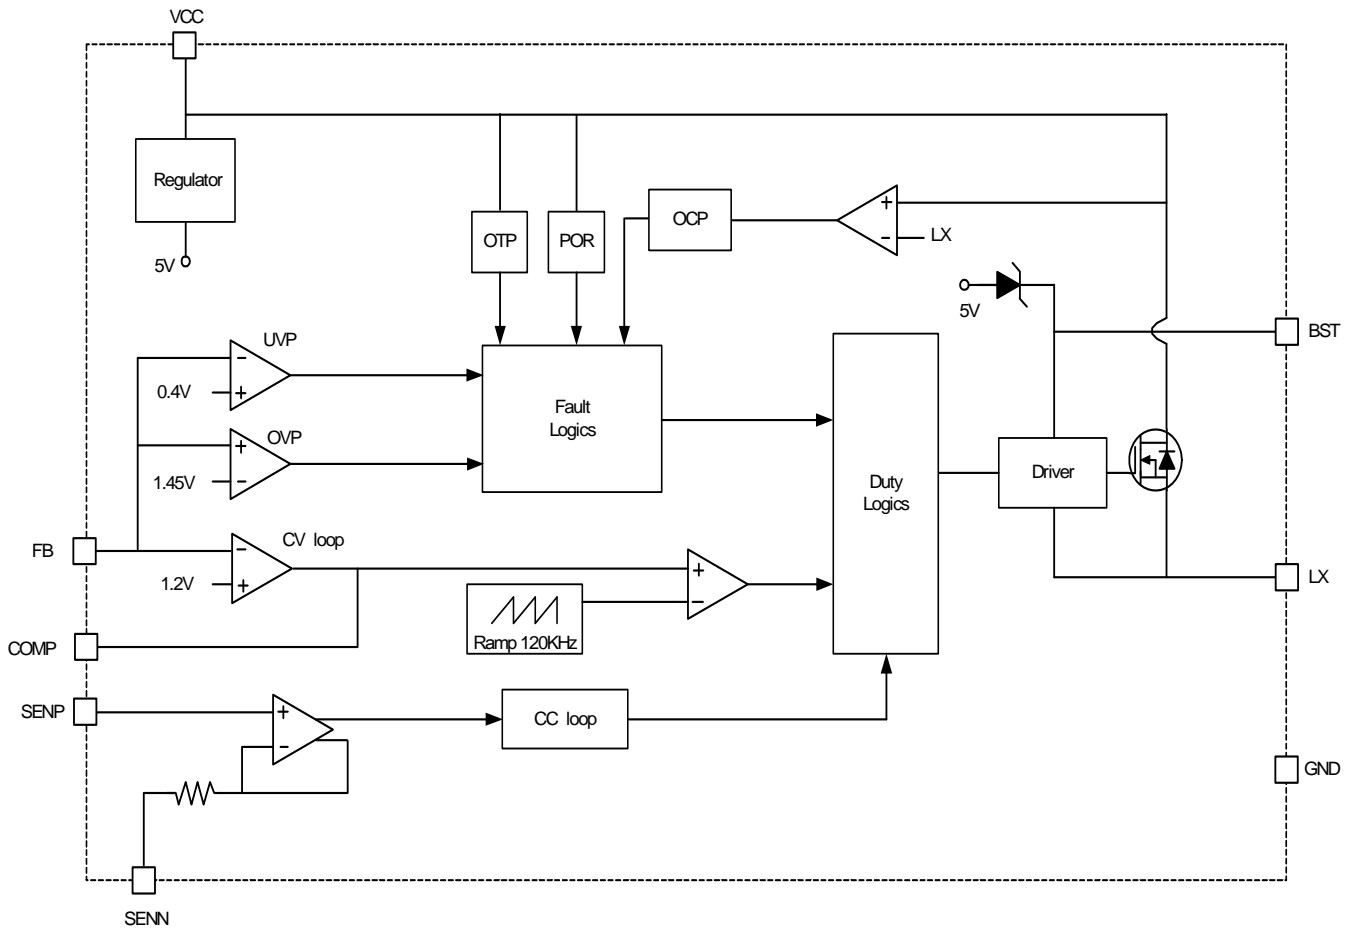 VCC
Regulator
5V
OTP
POR
OCP
+
−
LX
5V
BST
UVP
−
0.4V
+
OVP
+
1.45V
−
Fault
Logics
Duty
Logics
Driver
FB
CV loop
−
1.2V
+
+
−
Ramp 120KHz
LX
COMP
SENP
+
−
CC loop
GND
SENN